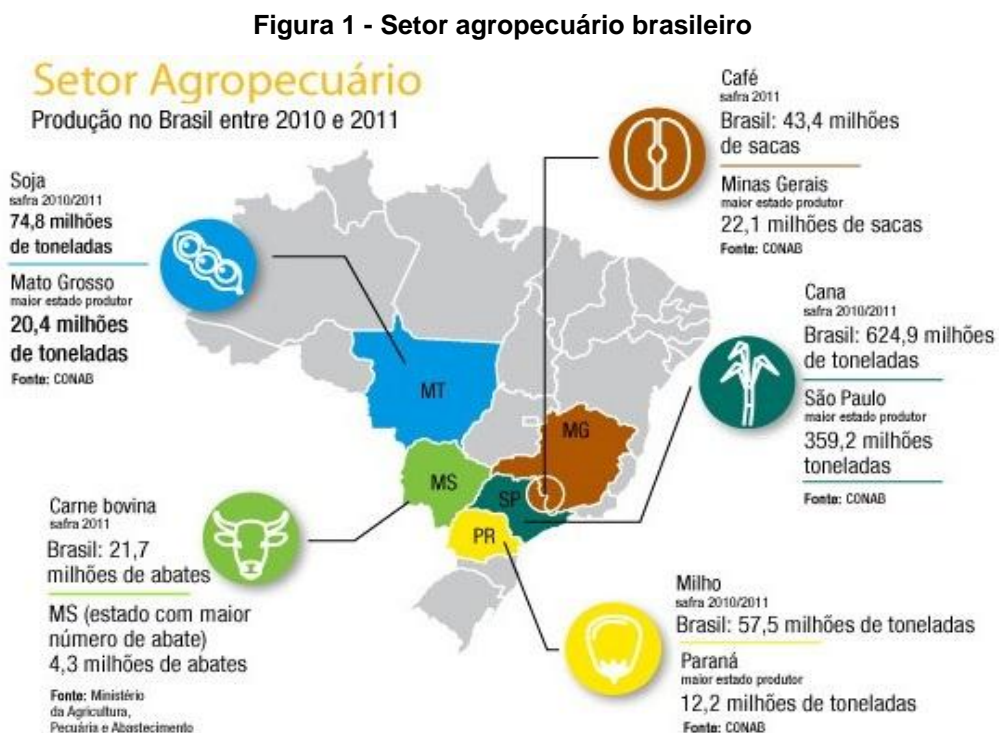 Figura 1 - Setor agropecuário brasileiro
Setor Agropecuário
Produção no Brasil entre 2010 e 2011
Soja
safra 2010/2011
74,8 milhões
de toneladas
Mato Grosso
maior estado produtor
20,4 milhões
de toneladas
Fonte: CONAB
Café
safra 2011
Brasil: 43,4 milhões
de sacas
Minas Gerais
maior estado produtor
22,1 milhões de sacas
Fonte: CONAB
Cana
safra 2010/2011
Brasil: 624,9 milhões
de toneladas
São Paulo
maior estado produtor
359,2 milhões
toneladas
Fonte: CONAB
MT
MG
MS
SP
PR
Carne bovina
safra 2011
Brasil: 21,7
milhões de abates
MS (estado com maior
número de abate)
4,3 milhões de abates
Fonte: Ministério
da Agricultura,
Pecuária e Abastecimento
Milho
safra 2010/2011
Brasil: 57,5 milhões de toneladas
Paraná
maior estado produtor
12,2 milhões de toneladas
Fonte: CONAB